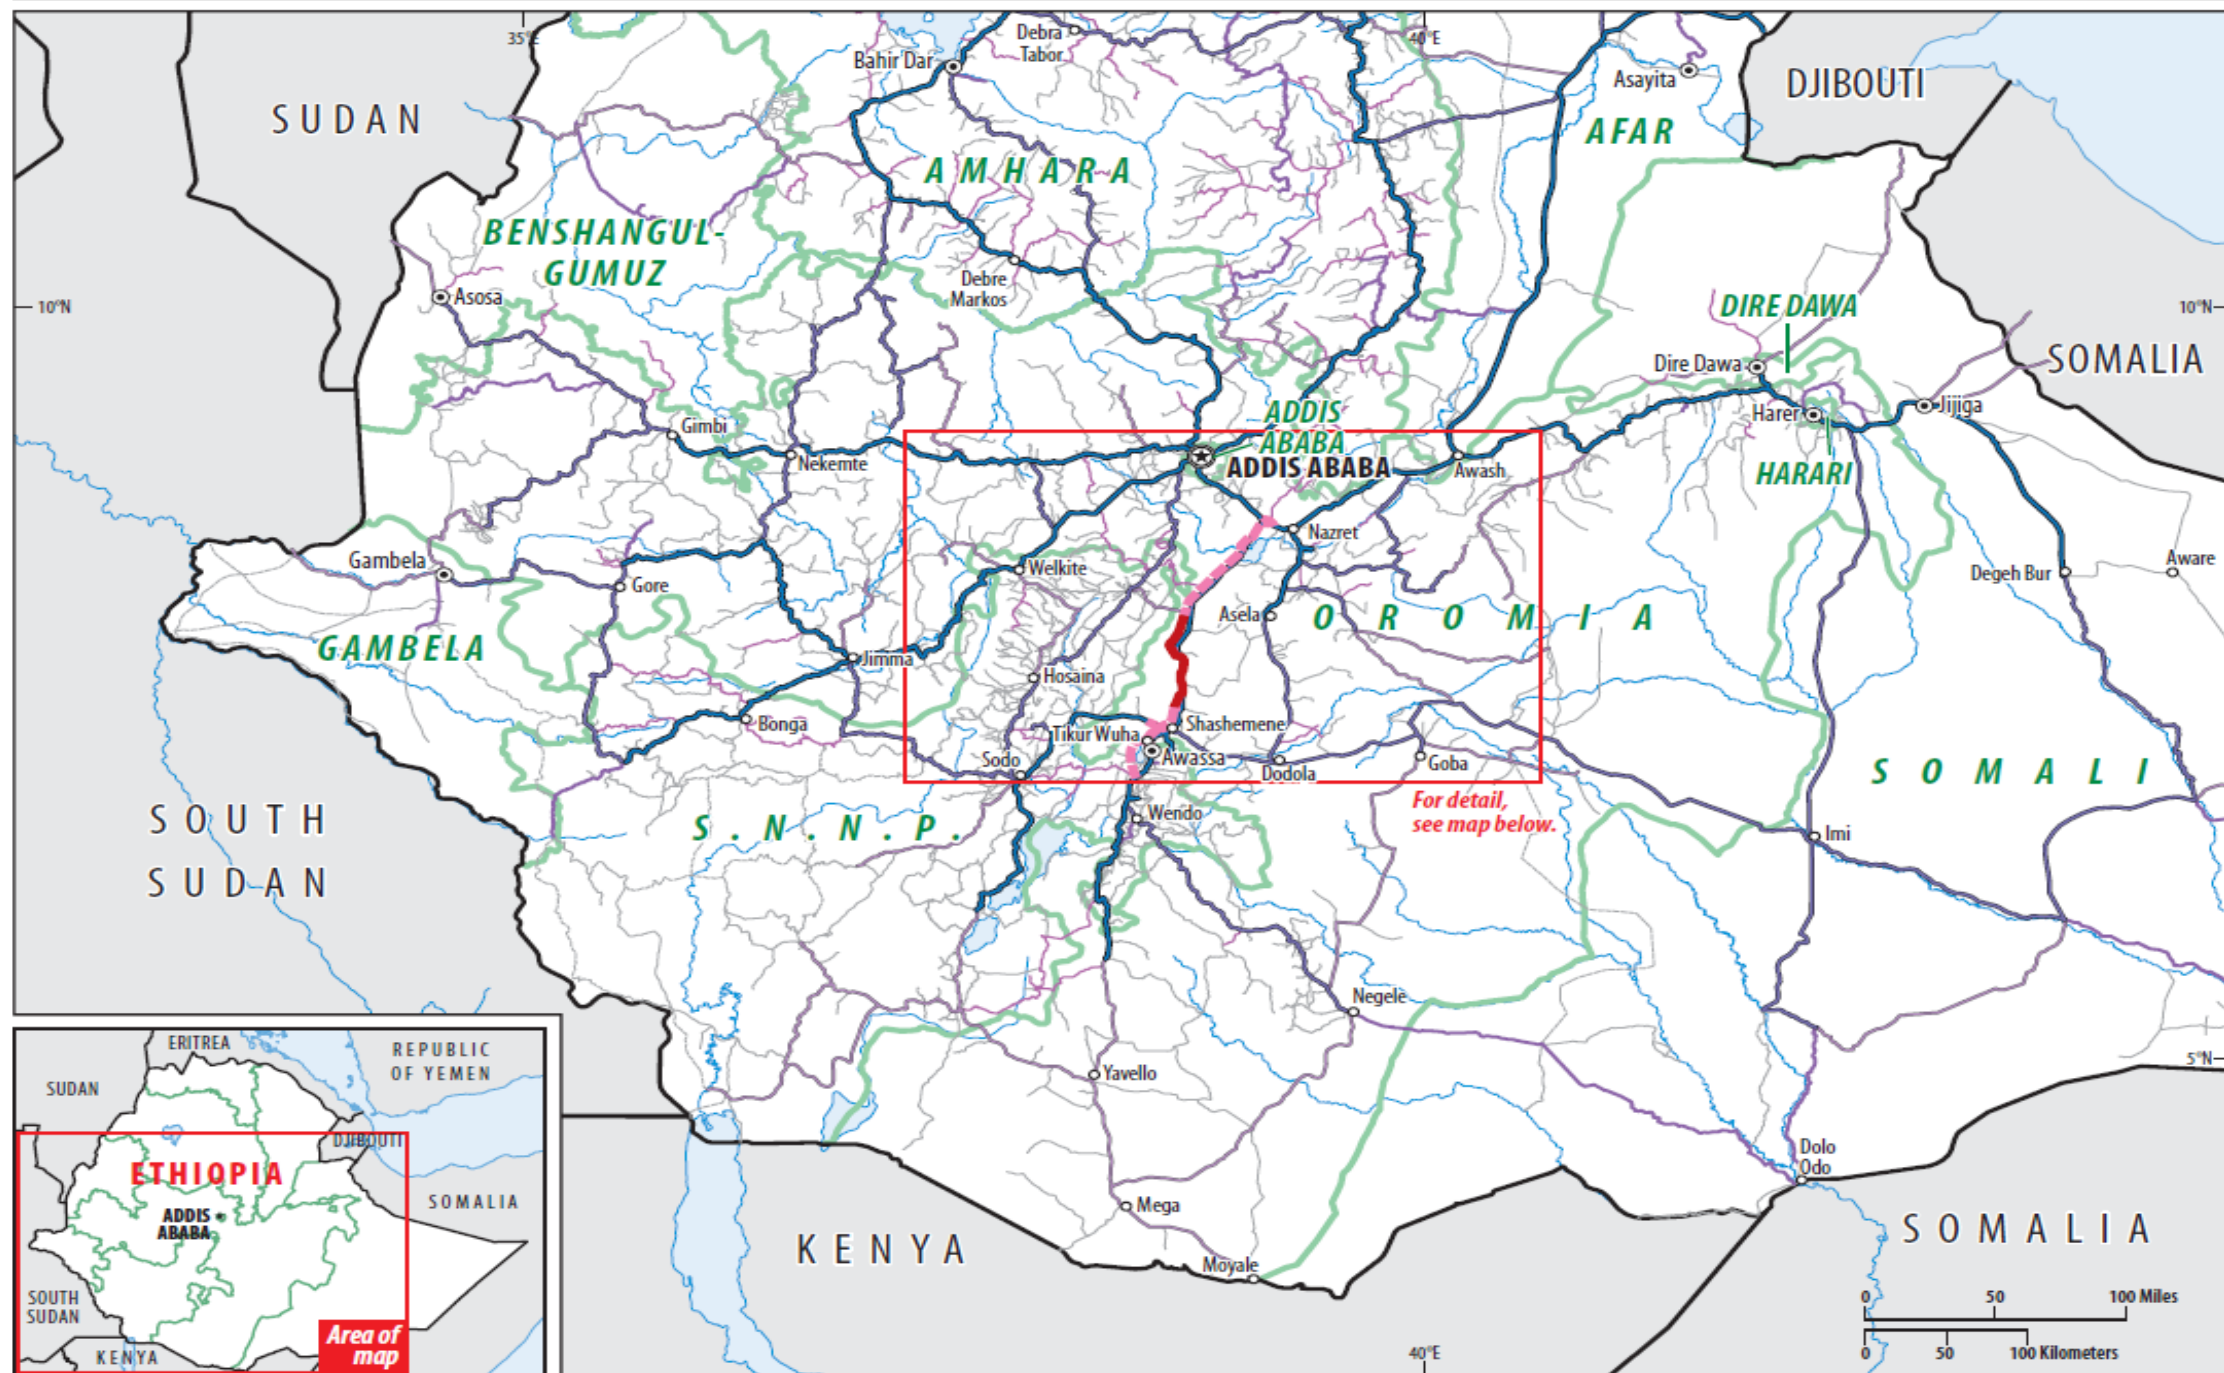 35°E
40°E
Debra
Tabor
Bahir Dar
Asayita
DJIBOUTI
SUDAN
AFAR
AMHARA
BENSHANGUL-
GUMUZ
Debre
Markos
Asosa
10°N
10°N
DIRE DAWA
Dire Dawa
SOMALIA
Harer
Jijiga
HARARI
Gimbi
Nekemte
ADDIS
ABABA
ADDIS ABABA
Awash
Nazret
Gambela
Gore
Welkite
Degeh Bur
Aware
Asela
OROMIA
GAMBELA
Jimma
Hosaina
Bonga
Tikur Wuha
Shashemene
Awassa
Sodo
Dodola
Goba
SOMALI
For detail,
see map below.
Wendo
S.N.N.P.
Imi
SOUTH
SUDAN
Negele
Yavello
5°N
Dolo
Odo
Mega
Moyale
KENYA
SOMALIA
0 50 100 Miles
0 50 100 Kilometers
40°E
ERITREA
REPUBLIC
OF YEMEN
SUDAN
DJIBOUTI
ETHIOPIA
ADDIS
ABABA
SOMALIA
SOUTH
SUDAN
KENYA
Area of
map